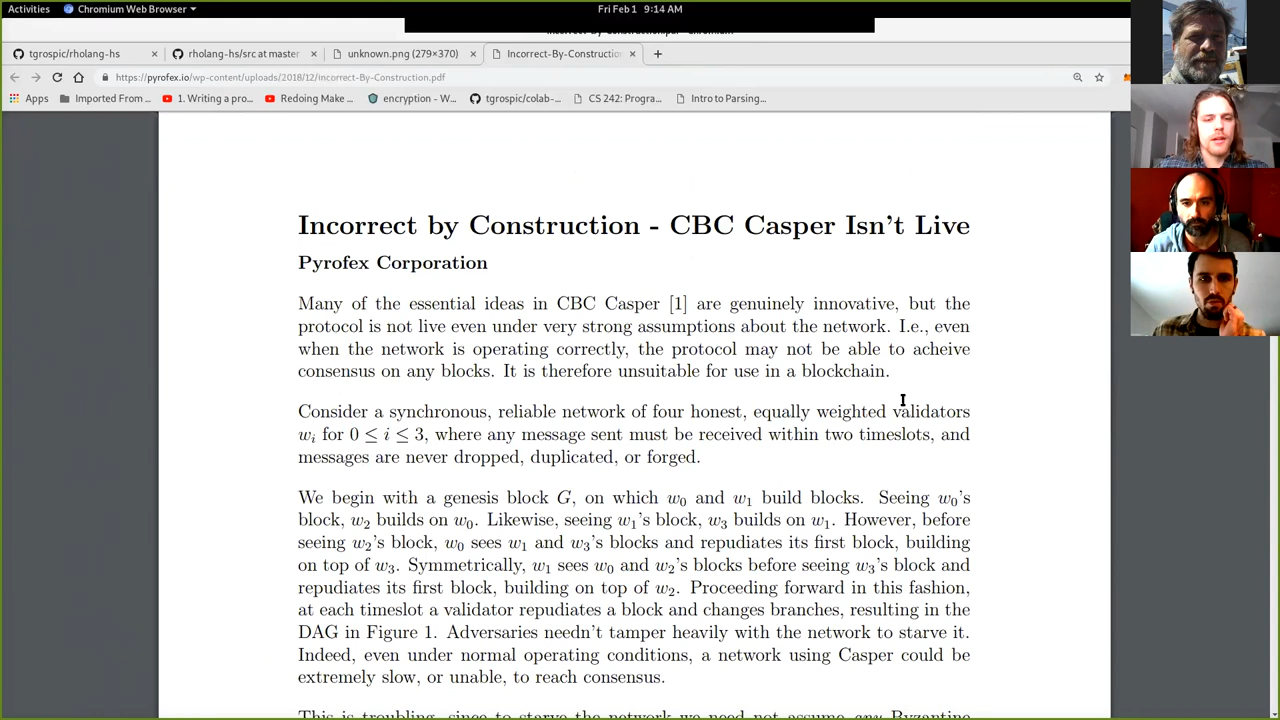 Activities Chromium Web Browser Fri Feb 1 9:14 AM
tgrospic/rholang-hs × rholang-hs/src at master × unknown.png (279×370) × Incorrect-By-Constructio ×
https://pyrofex.io/wp-content/uploads/2018/12/incorrect-By-Construction.pdf
Apps Imported From ... 1. Writing a pro... Redoing Make ... encryption - W... tgrospic/colab-... CS 242: Progra... Intro to Parsing...
Incorrect by Construction - CBC Casper Isn't Live
Pyrofex Corporation
Many of the essential ideas in CBC Casper [1] are genuinely innovative, but the
protocol is not live even under very strong assumptions about the network. I.e., even
when the network is operating correctly, the protocol may not be able to acheive
consensus on any blocks. It is therefore unsuitable for use in a blockchain.
Consider a synchronous, reliable network of four honest, equally weighted validators
wᵢ for 0 ≤ i ≤ 3, where any message sent must be received within two timeslots, and
messages are never dropped, duplicated, or forged.
We begin with a genesis block G, on which w₀ and w₁ build blocks. Seeing w₀'s
block, w₂ builds on w₀. Likewise, seeing w₁'s block, w₃ builds on w₁. However, before
seeing w₂'s block, w₀ sees w₁ and w₃'s blocks and repudiates its first block, building
on top of w₃. Symmetrically, w₁ sees w₀ and w₂'s blocks before seeing w₃'s block and
repudiates its first block, building on top of w₂. Proceeding forward in this fashion,
at each timeslot a validator repudiates a block and changes branches, resulting in the
DAG in Figure 1. Adversaries needn't tamper heavily with the network to starve it.
Indeed, even under normal operating conditions, a network using Casper could be
extremely slow, or unable, to reach consensus.
This is troubling, since to starve the network we need not assume any Byzantine